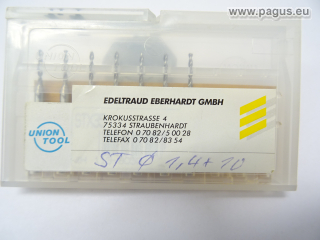 © www.pagus.eu
EDELTRAUD EBERHARDT GMBH
KROKUSSTRASSE 4
75334 STRAUBENHARDT
TELEFON 0 70 82/5 00 28
TELEFAX 0 70 82/83 54
UNION
TOOL
ST Ø 1,4+10